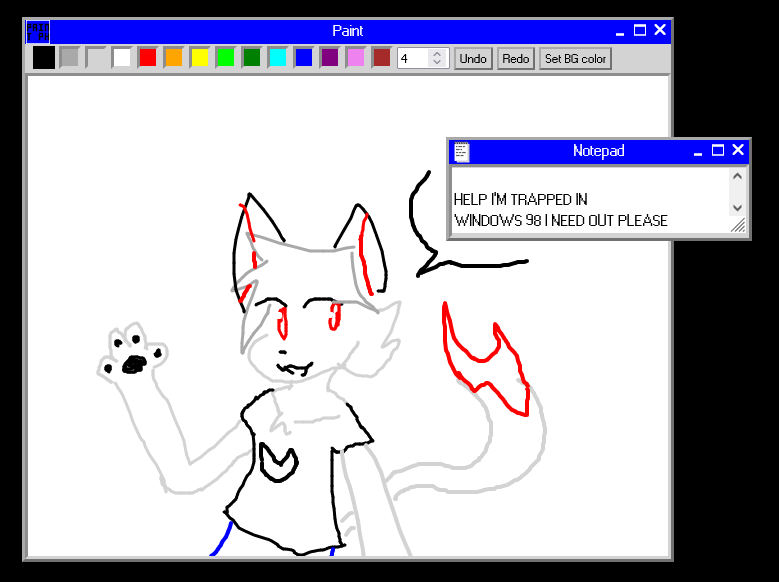 Paint
4
Undo
Redo
Set BG color
Notepad
HELP I'M TRAPPED IN
WINDOWS 98 I NEED OUT PLEASE